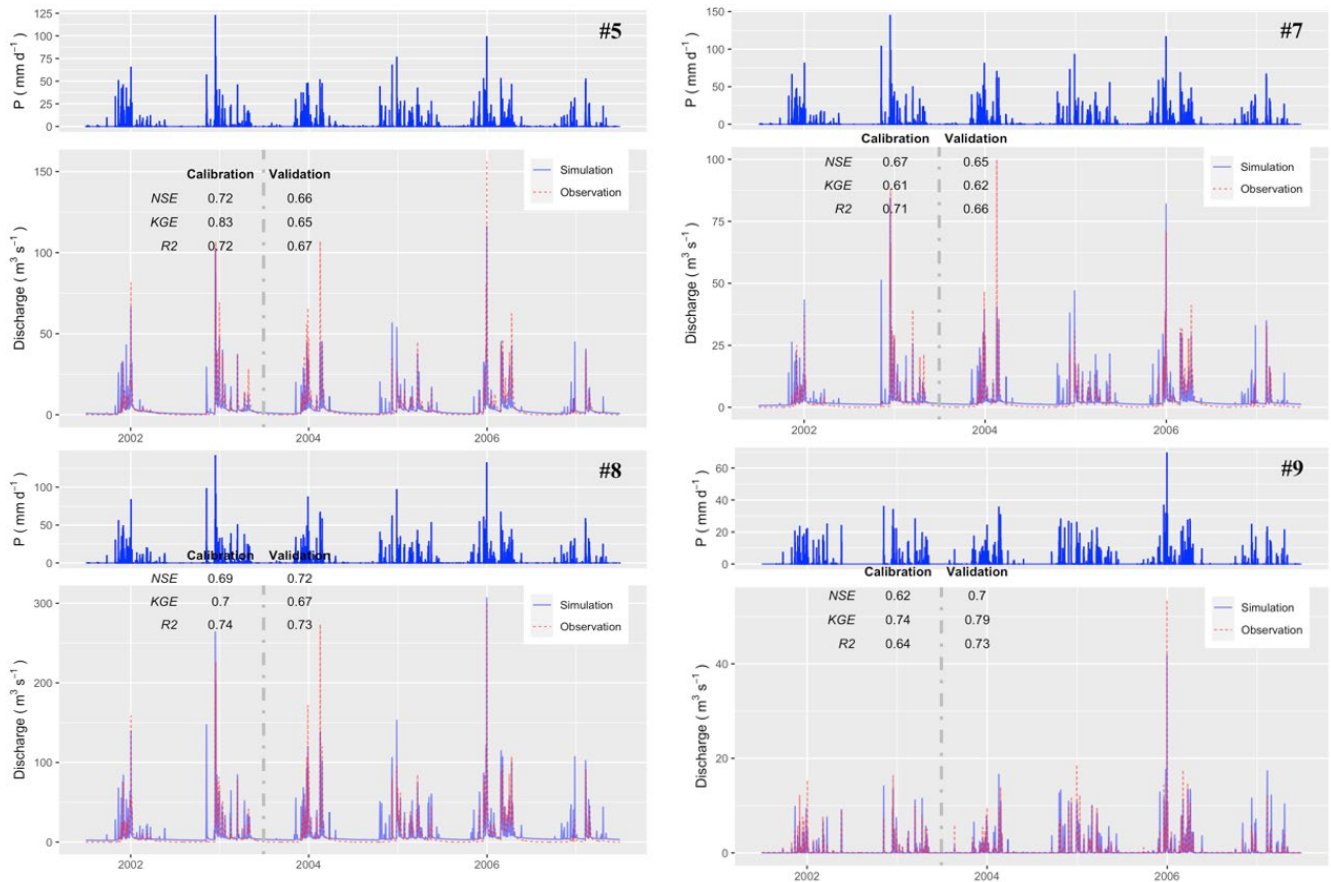 #5
125
100
75
50
25
0
P ( mm d⁻¹ )
Calibration Validation
NSE 0.72 0.66
KGE 0.83 0.65
R2 0.72 0.67
Simulation
Observation
150
100
50
0
Discharge ( m³ s⁻¹ )
2002 2004 2006
#7
150
100
50
0
P ( mm d⁻¹ )
Calibration Validation
NSE 0.67 0.65
KGE 0.61 0.62
R2 0.71 0.66
Simulation
Observation
100
75
50
25
0
Discharge ( m³ s⁻¹ )
2002 2004 2006
#8
100
50
0
P ( mm d⁻¹ )
Calibration Validation
NSE 0.69 0.72
KGE 0.7 0.67
R2 0.74 0.73
Simulation
Observation
300
200
100
0
Discharge ( m³ s⁻¹ )
2002 2004 2006
#9
60
40
20
0
P ( mm d⁻¹ )
Calibration Validation
NSE 0.62 0.7
KGE 0.74 0.79
R2 0.64 0.73
Simulation
Observation
40
20
0
Discharge ( m³ s⁻¹ )
2002 2004 2006